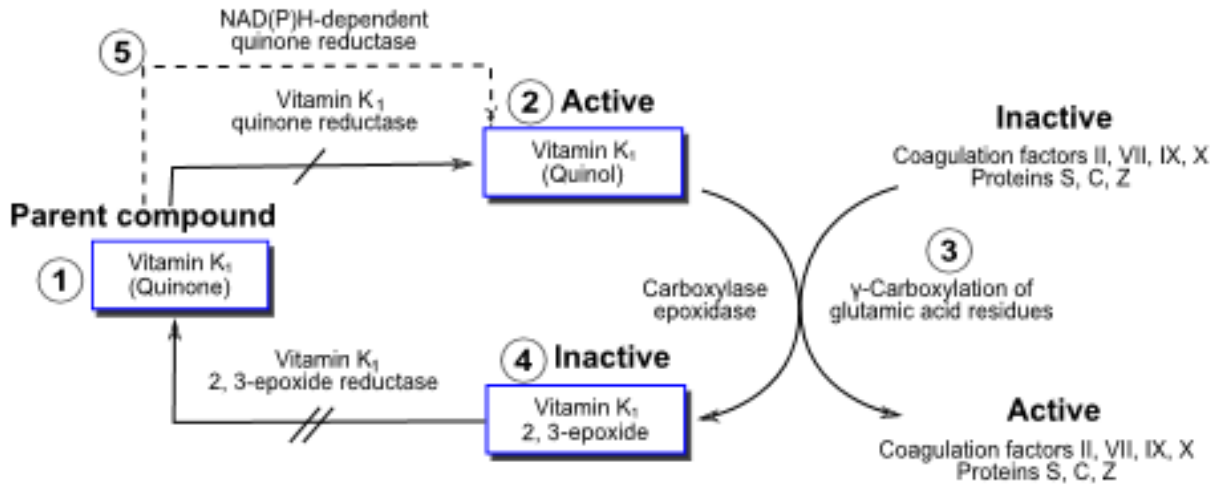 NAD(P)H-dependent
quinone reductase
5
Vitamin K₁
quinone reductase
2 Active
Vitamin K₁
(Quinol)
Inactive
Coagulation factors II, VII, IX, X
Proteins S, C, Z
Parent compound
1
Vitamin K₁
(Quinone)
Carboxylase
epoxidase
3
γ-Carboxylation of
glutamic acid residues
Vitamin K₁
2, 3-epoxide reductase
4 Inactive
Vitamin K₁
2, 3-epoxide
Active
Coagulation factors II, VII, IX, X
Proteins S, C, Z